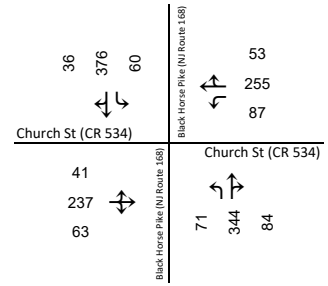 36 376 60
Church St (CR 534)
Black Horse Pike (NJ Route 168)
53
255
87
41
237
63
Black Horse Pike (NJ Route 168)
Church St (CR 534)
71 344 84